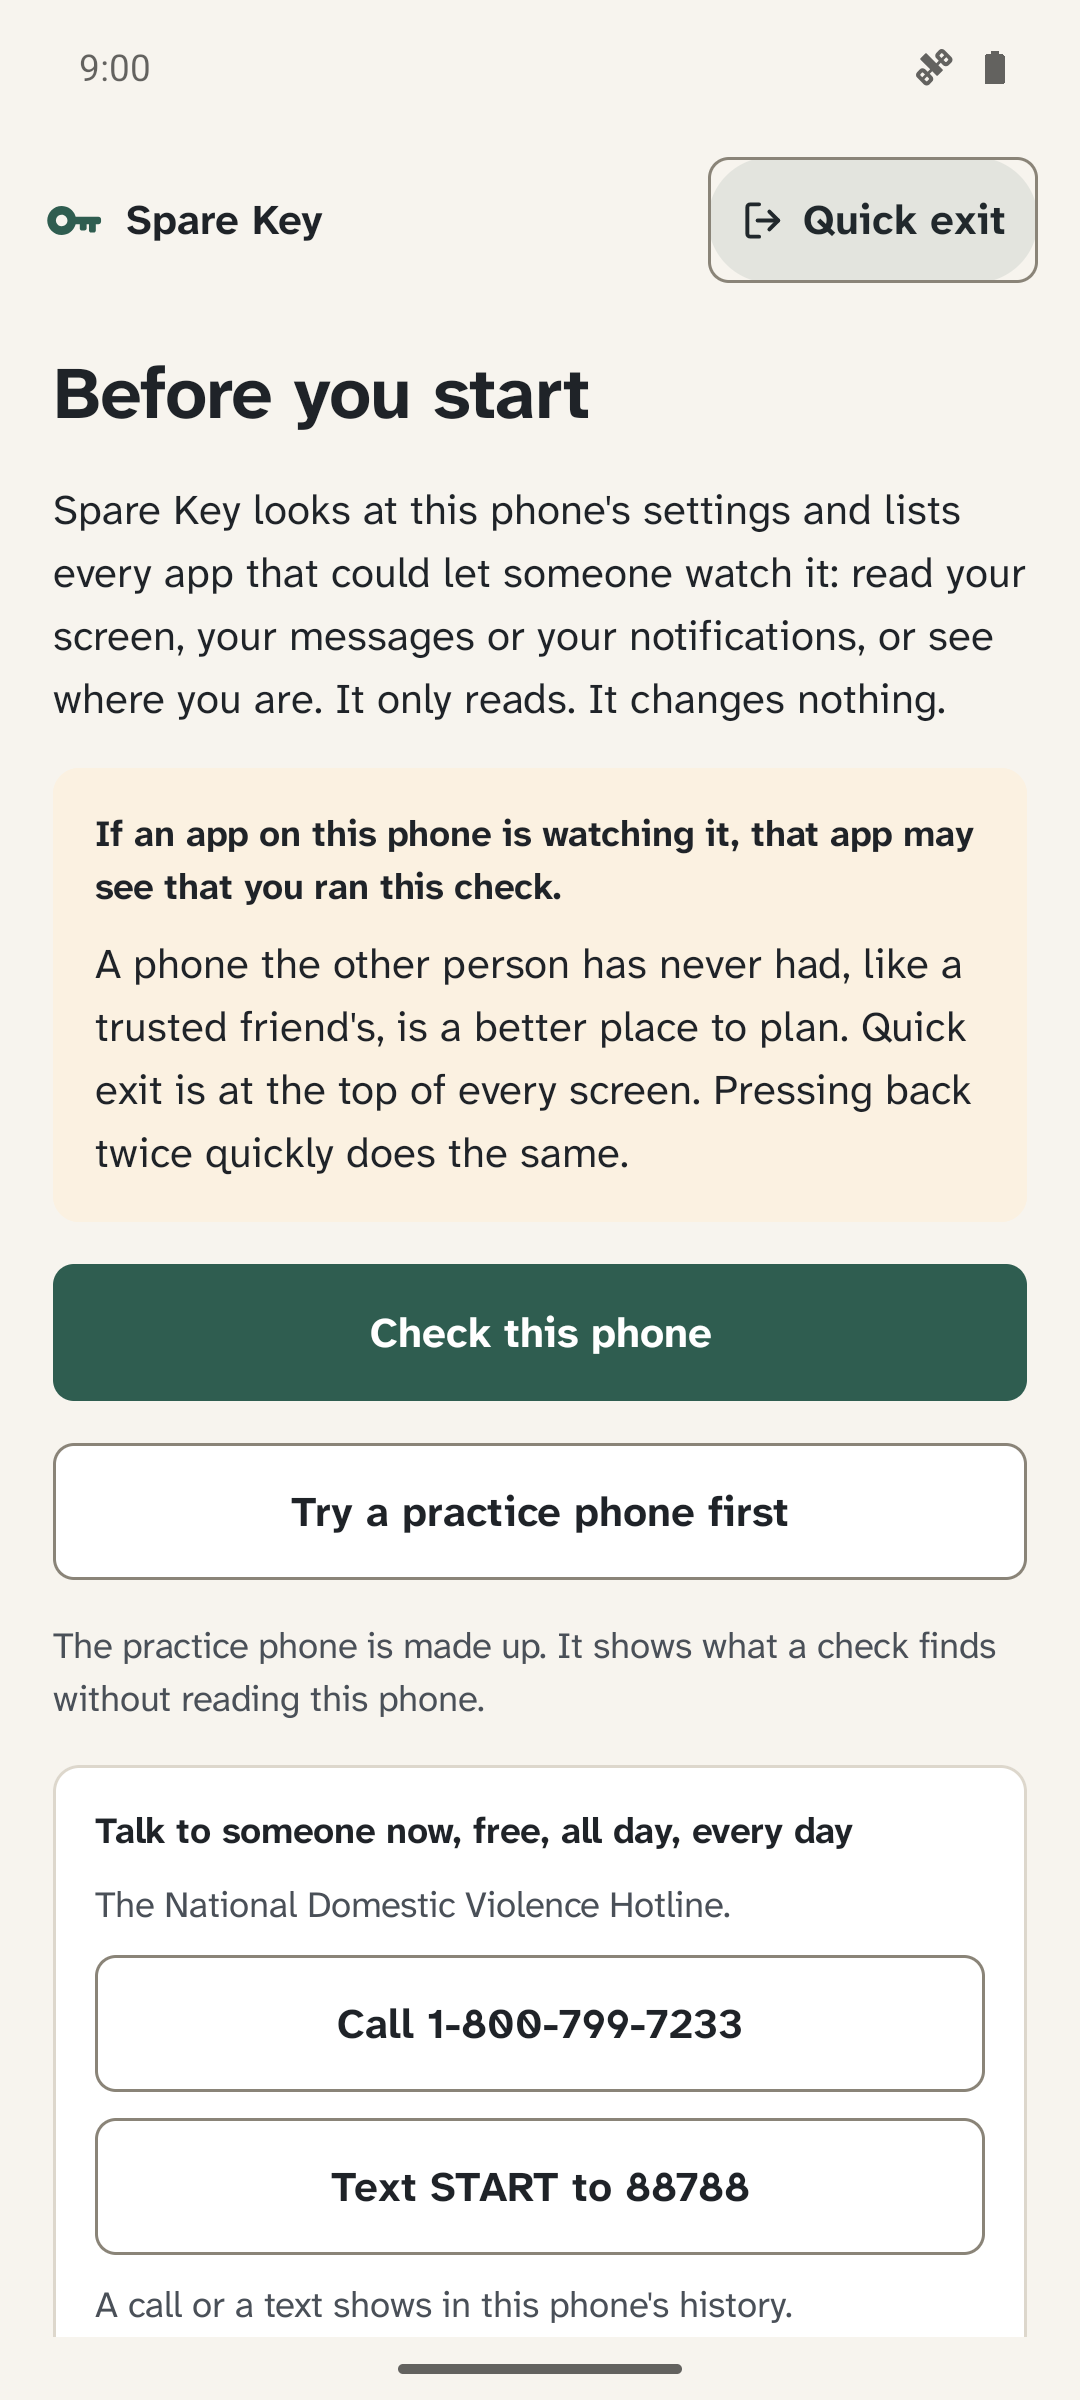 9:00
Spare Key
Quick exit
Before you start
Spare Key looks at this phone's settings and lists
every app that could let someone watch it: read your
screen, your messages or your notifications, or see
where you are. It only reads. It changes nothing.
If an app on this phone is watching it, that app may
see that you ran this check.
A phone the other person has never had, like a
trusted friend's, is a better place to plan. Quick
exit is at the top of every screen. Pressing back
twice quickly does the same.
Check this phone
Try a practice phone first
The practice phone is made up. It shows what a check finds
without reading this phone.
Talk to someone now, free, all day, every day
The National Domestic Violence Hotline.
Call 1-800-799-7233
Text START to 88788
A call or a text shows in this phone's history.